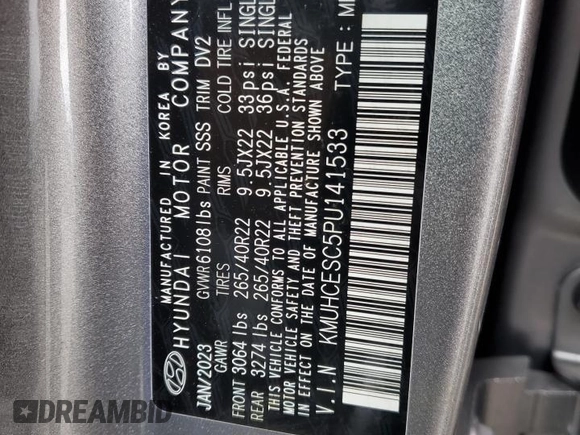 MANUFACTURED IN KOREA BY
HYUNDAI MOTOR COMPANY
JAN/2023 GVWR 6108lbs PAINT SSS TRIM DV2
GAWR TIRES RIMS COLD TIRE INFL
FRONT 3064 lbs 265/40R22 9.5JX22 33psi SINGL
REAR 3274 lbs 265/40R22 9.5JX22 36psi SINGL
THIS VEHICLE CONFORMS TO ALL APPLICABLE U.S.A. FEDERAL
MOTOR VEHICLE SAFETY AND THEFT PREVENTION STANDARDS
IN EFFECT ON THE DATE OF MANUFACTURE SHOWN ABOVE
V.I.N KMUHCESC5PU141533 TYPE:
DREAMBID